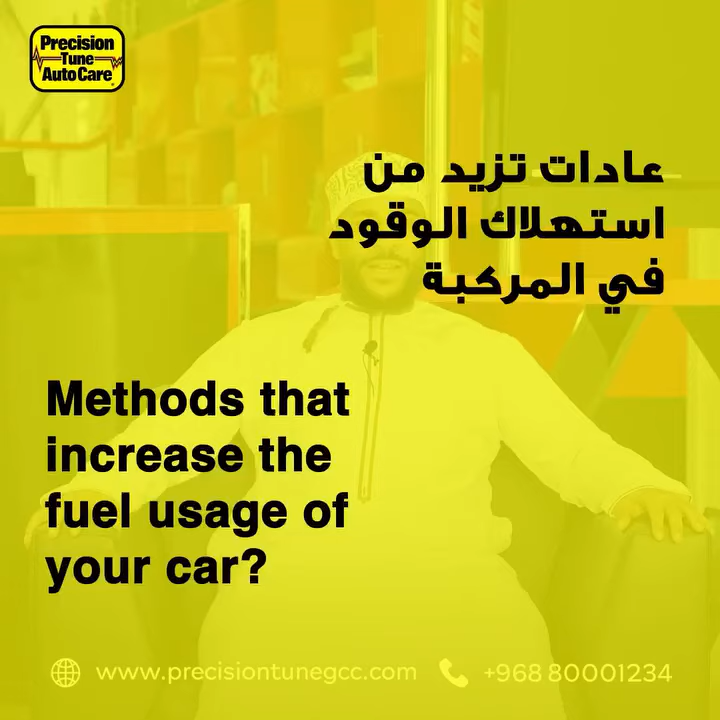 Precision
Tune
Auto Care
عادات تزيد من
استهلاك الوقود
في المركبة
Methods that
increase the
fuel usage of
your car?
www.precisiontunegcc.com
+968 80001234